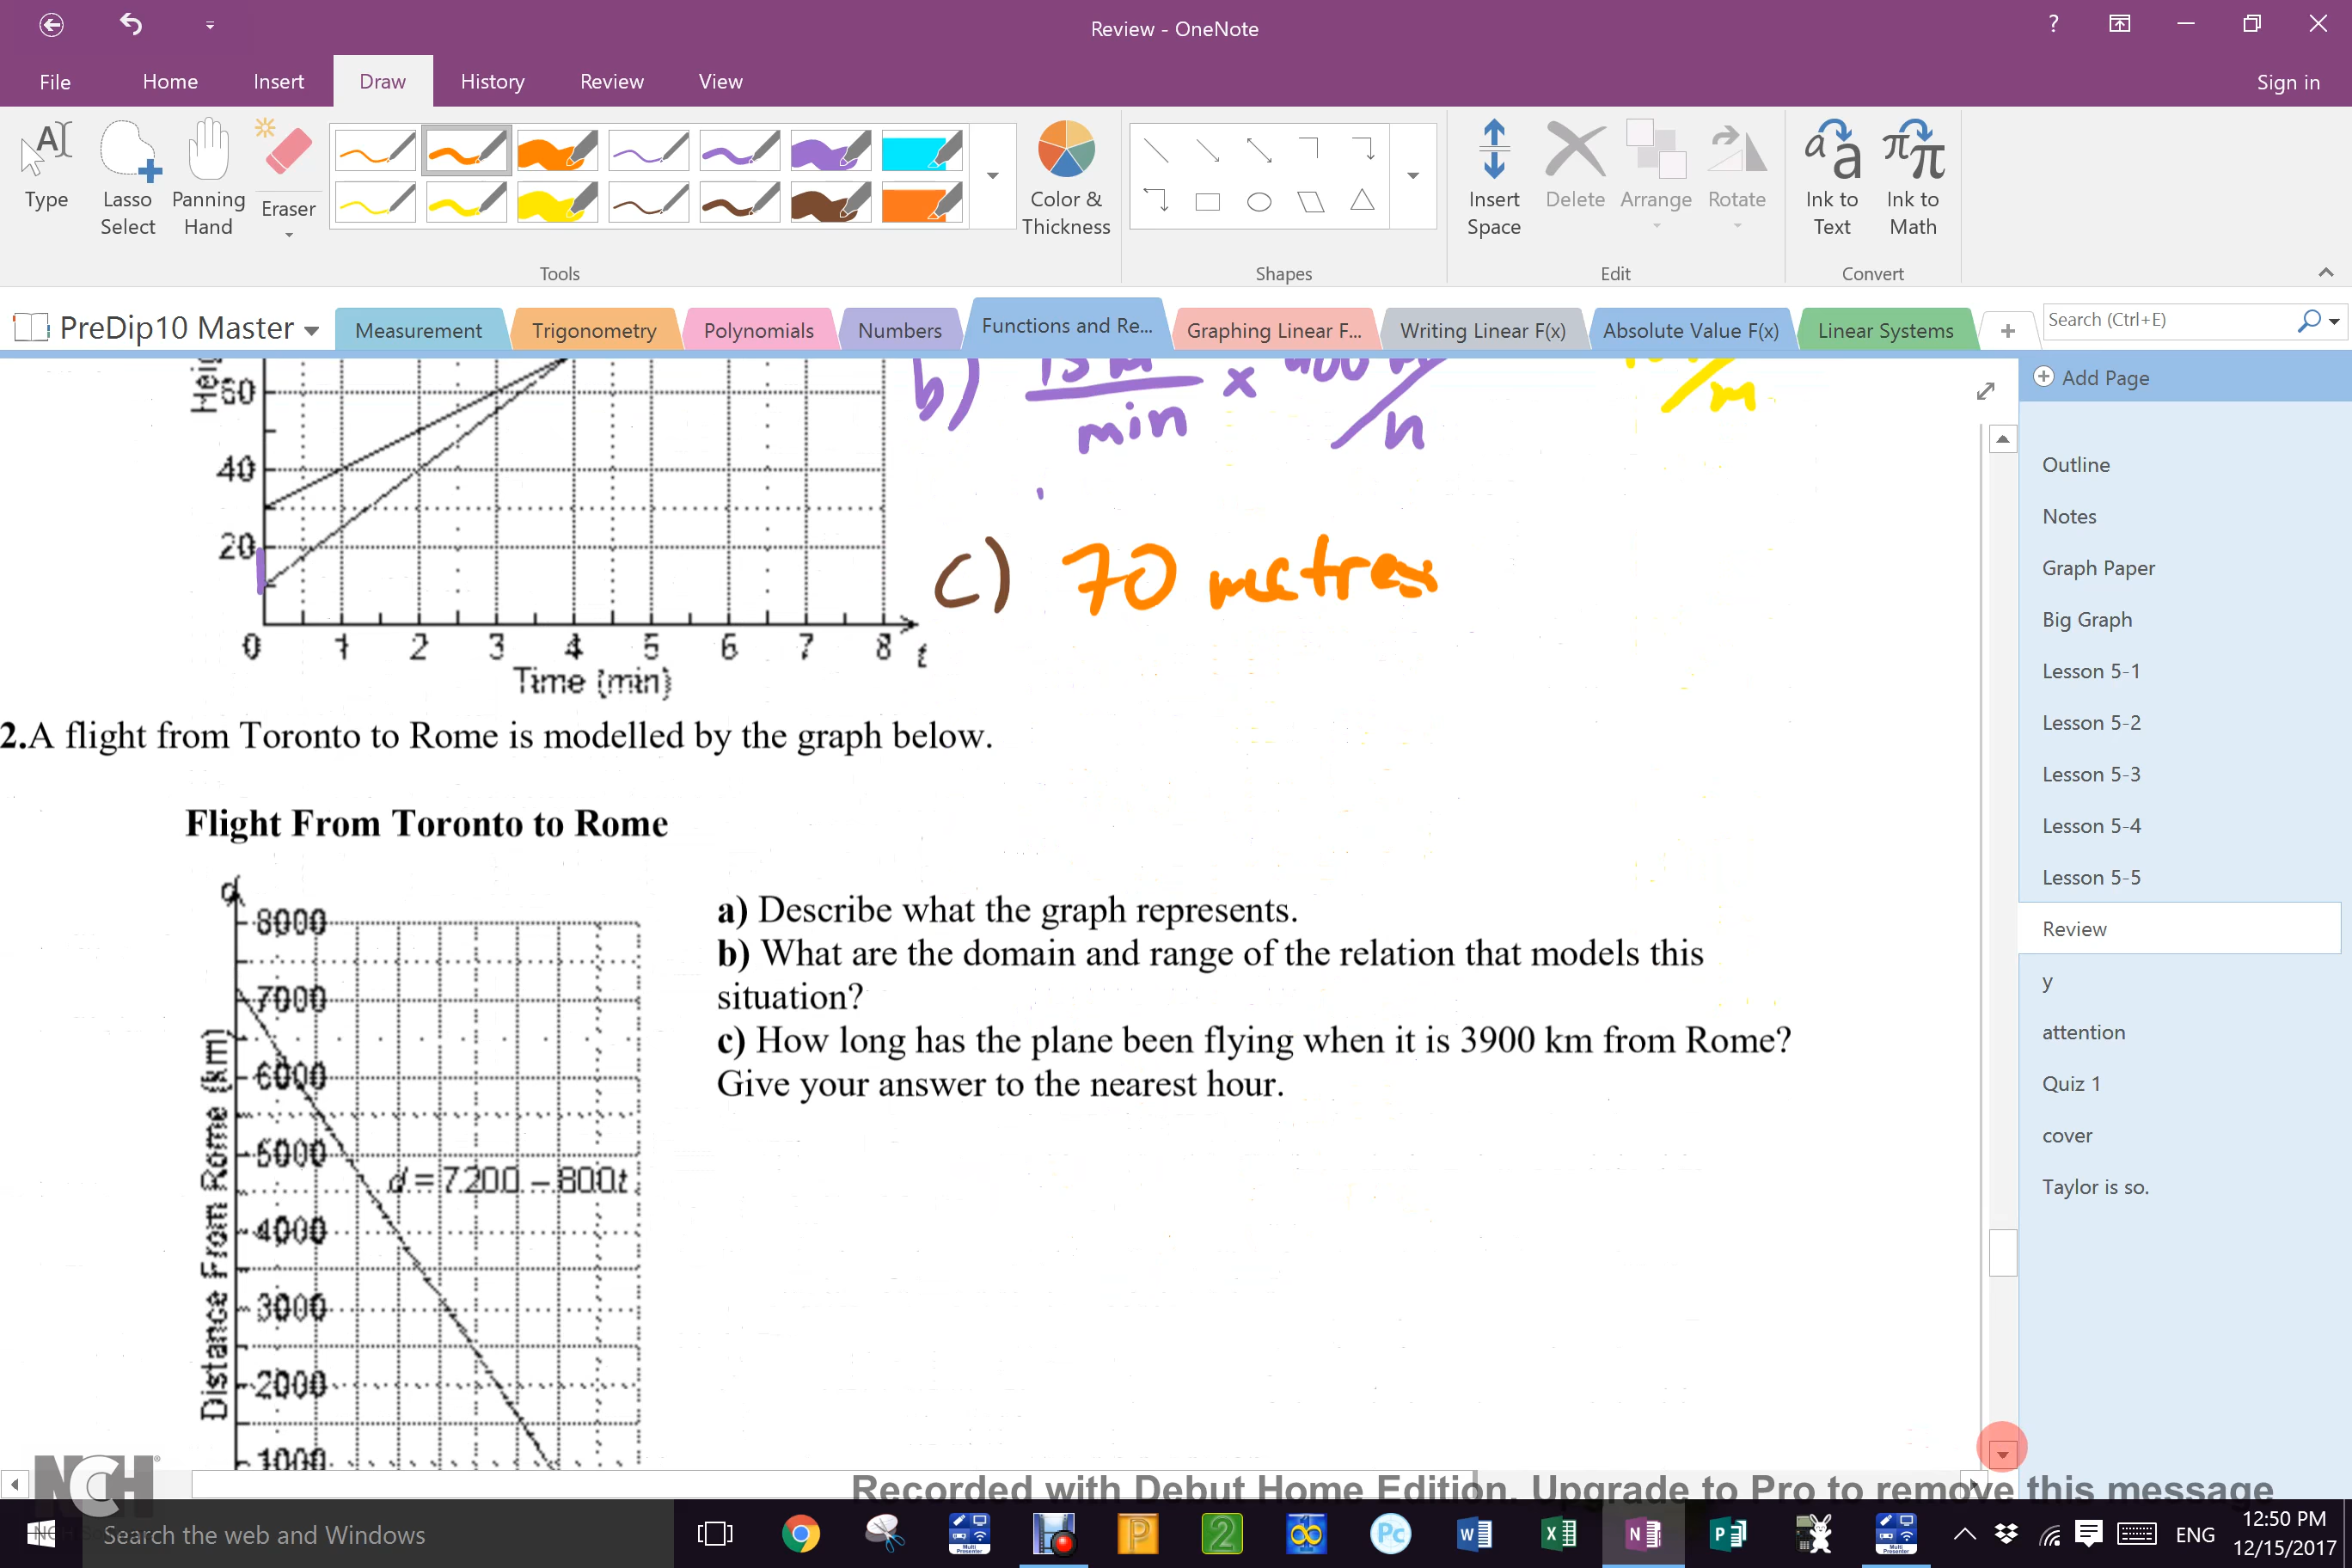 Review - OneNote
?
File Home Insert Draw History Review View Sign in
Type
Lasso Select
Panning Hand
Eraser
Color & Thickness
Insert Space
Delete
Arrange
Rotate
Ink to Text
Ink to Math
Tools Shapes Edit Convert
PreDip10 Master Measurement Trigonometry Polynomials Numbers Functions and Re... Graphing Linear F... Writing Linear F(x) Absolute Value F(x) Linear Systems + Search (Ctrl+E)
Add Page
Outline
Notes
Graph Paper
Big Graph
Lesson 5-1
Lesson 5-2
Lesson 5-3
Lesson 5-4
Lesson 5-5
Review
y
attention
Quiz 1
cover
Taylor is so.
60
40
20
0 1 2 3 4 5 6 7 8 t
Time (min)
b) min ×
c) 70 metres
2.A flight from Toronto to Rome is modelled by the graph below.
Flight From Toronto to Rome
d
8000
7000
6000
5000
4000
3000
2000
1000
Distance From Rome (km)
d = 7200 – 800t
a) Describe what the graph represents.
b) What are the domain and range of the relation that models this
situation?
c) How long has the plane been flying when it is 3900 km from Rome?
Give your answer to the nearest hour.
NCH
Recorded with Debut Home Edition. Upgrade to Pro to remove this message
Search the web and Windows
ENG
12:50 PM
12/15/2017